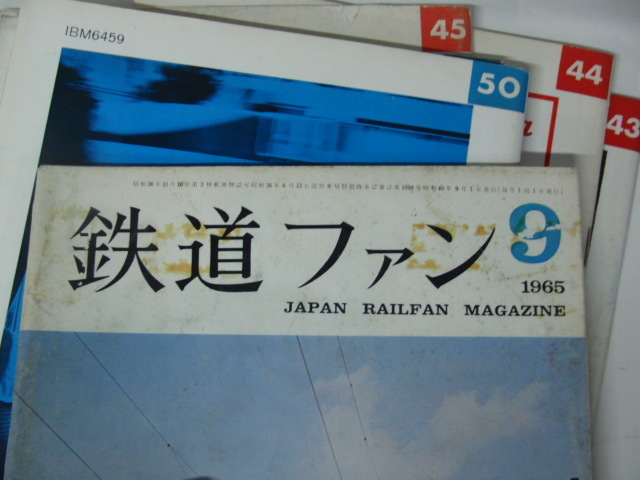 45
IBM6459
44
50
43
鉄道ファン 9
1965
JAPAN RAILFAN MAGAZINE